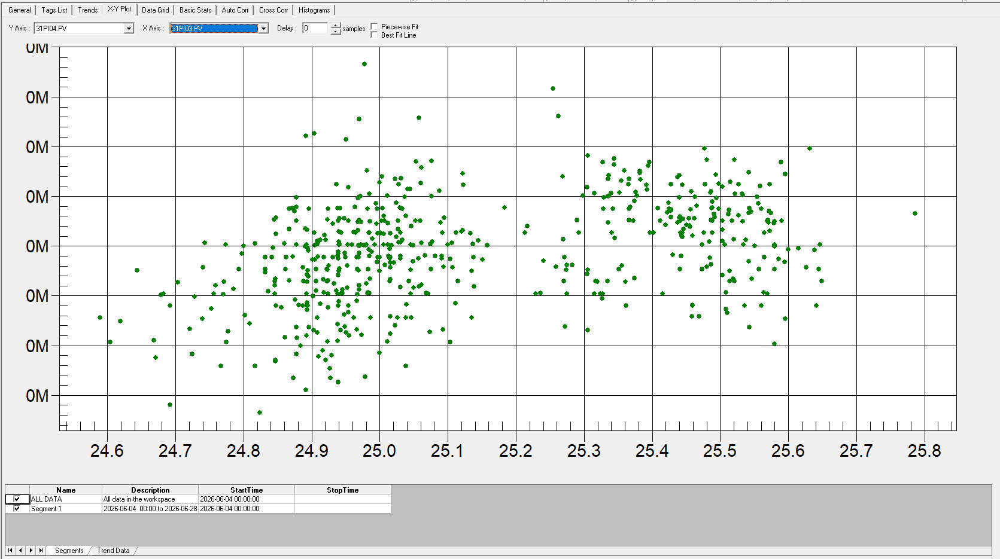 General Tags List Trends X-Y Plot Data Grid Basic Stats Auto Corr Cross Corr Histograms
Y Axis : 31PI04.PV X Axis : 31PI03.PV Delay : 0 samples Piecewise Fit
Best Fit Line
0M
0M
0M
0M
0M
0M
0M
0M
24.6 24.7 24.8 24.9 25.0 25.1 25.2 25.3 25.4 25.5 25.6 25.7 25.8
Name Description StartTime StopTime
ALL DATA All data in the workspace 2026-06-04 00:00:00
Segment 1 2026-06-04 00:00 to 2026-06-28 2026-06-04 00:00:00
Segments Trend Data